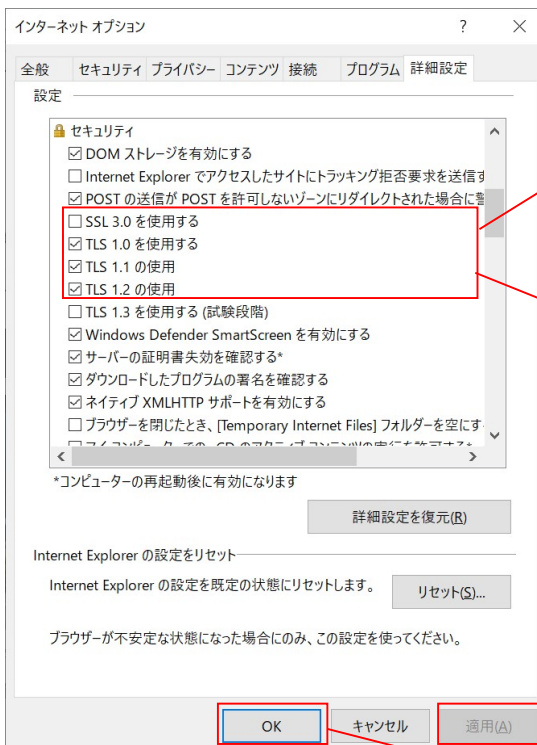 インターネット オプション ? ×
全般 セキュリティ プライバシー コンテンツ 接続 プログラム 詳細設定
設定
セキュリティ
DOM ストレージを有効にする
Internet Explorer でアクセスしたサイトにトラッキング拒否要求を送信す
POST の送信が POST を許可しないゾーンにリダイレクトされた場合に警
SSL 3.0 を使用する
TLS 1.0 を使用する
TLS 1.1 の使用
TLS 1.2 の使用
TLS 1.3 を使用する (試験段階)
Windows Defender SmartScreen を有効にする
サーバーの証明書失効を確認する*
ダウンロードしたプログラムの署名を確認する
ネイティブ XMLHTTP サポートを有効にする
ブラウザーを閉じたとき、[Temporary Internet Files] フォルダーを空にす
*コンピューターの再起動後に有効になります
詳細設定を復元(R)
Internet Explorer の設定をリセット
Internet Explorer の設定を既定の状態にリセットします。
リセット(S)...
ブラウザーが不安定な状態になった場合にのみ、この設定を使ってください。
OK キャンセル 適用(A)